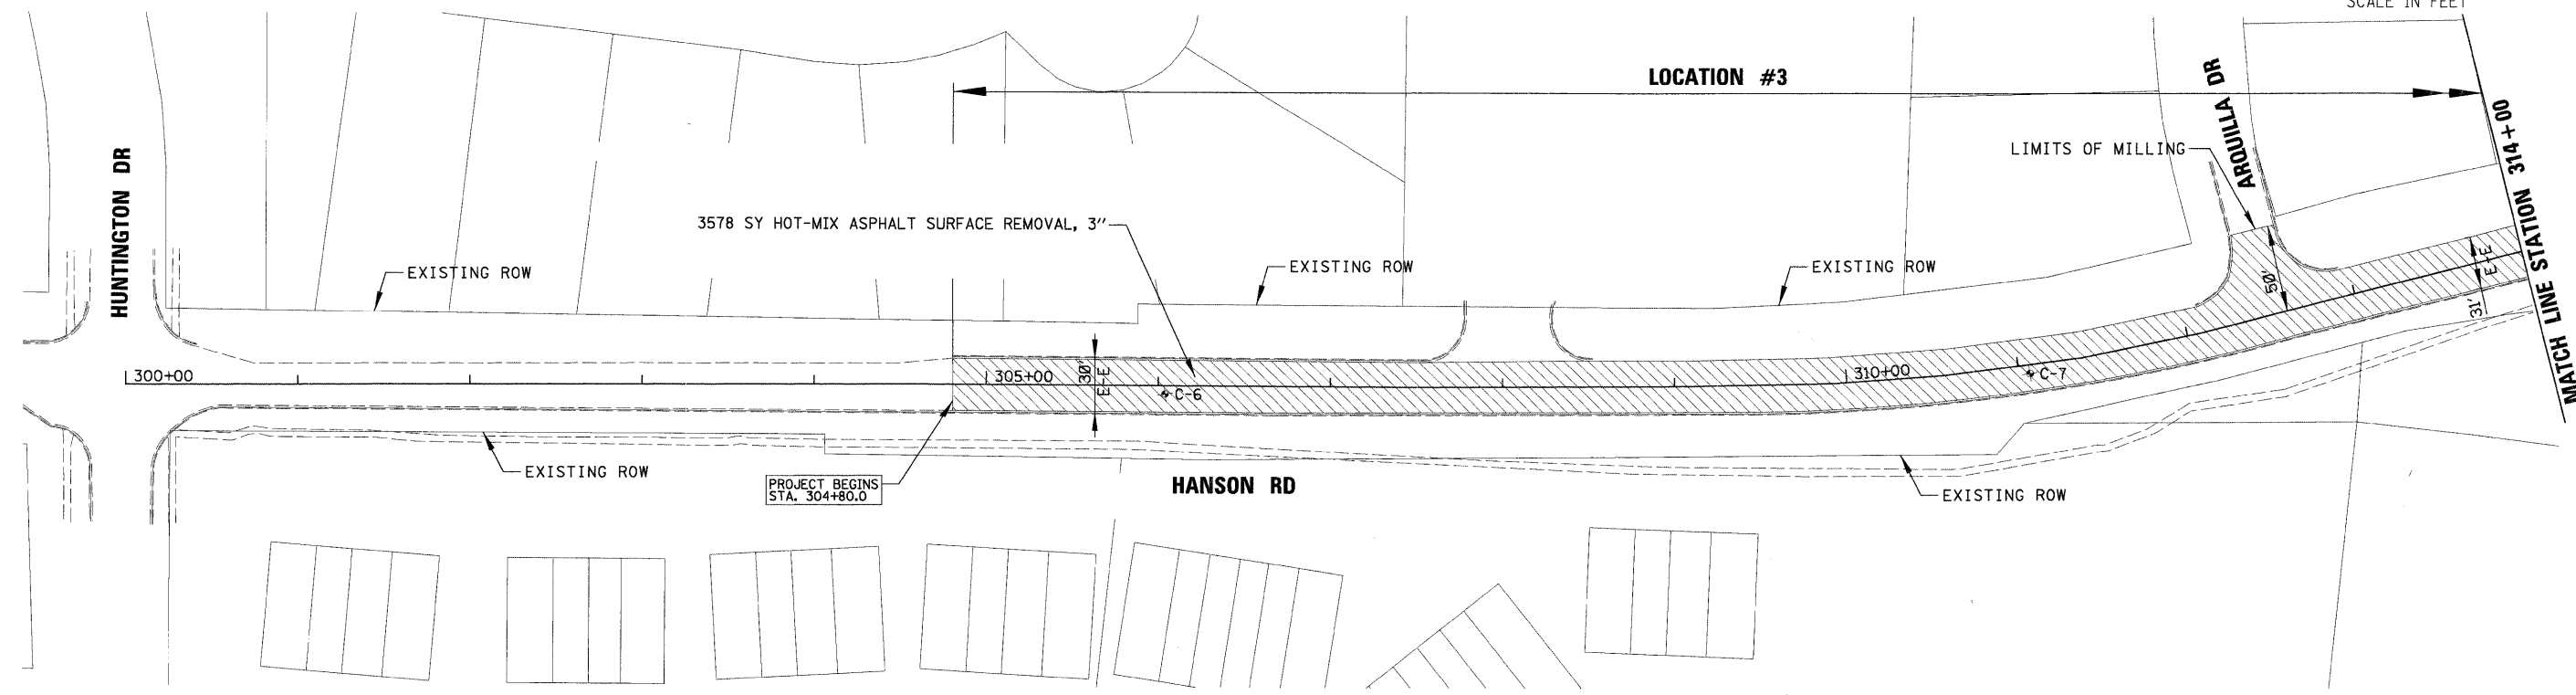 SCALE IN FEET
LOCATION #3
HUNTINGTON DR
ARQUILLA DR
LIMITS OF MILLING
MATCH LINE STATION 314+00
3578 SY HOT-MIX ASPHALT SURFACE REMOVAL, 3"
EXISTING ROW
EXISTING ROW
EXISTING ROW
50'
E-E
31'
300+00
305+00
30'
E-E
310+00
C-6
C-7
EXISTING ROW
PROJECT BEGINS
STA. 304+80.0
HANSON RD
EXISTING ROW